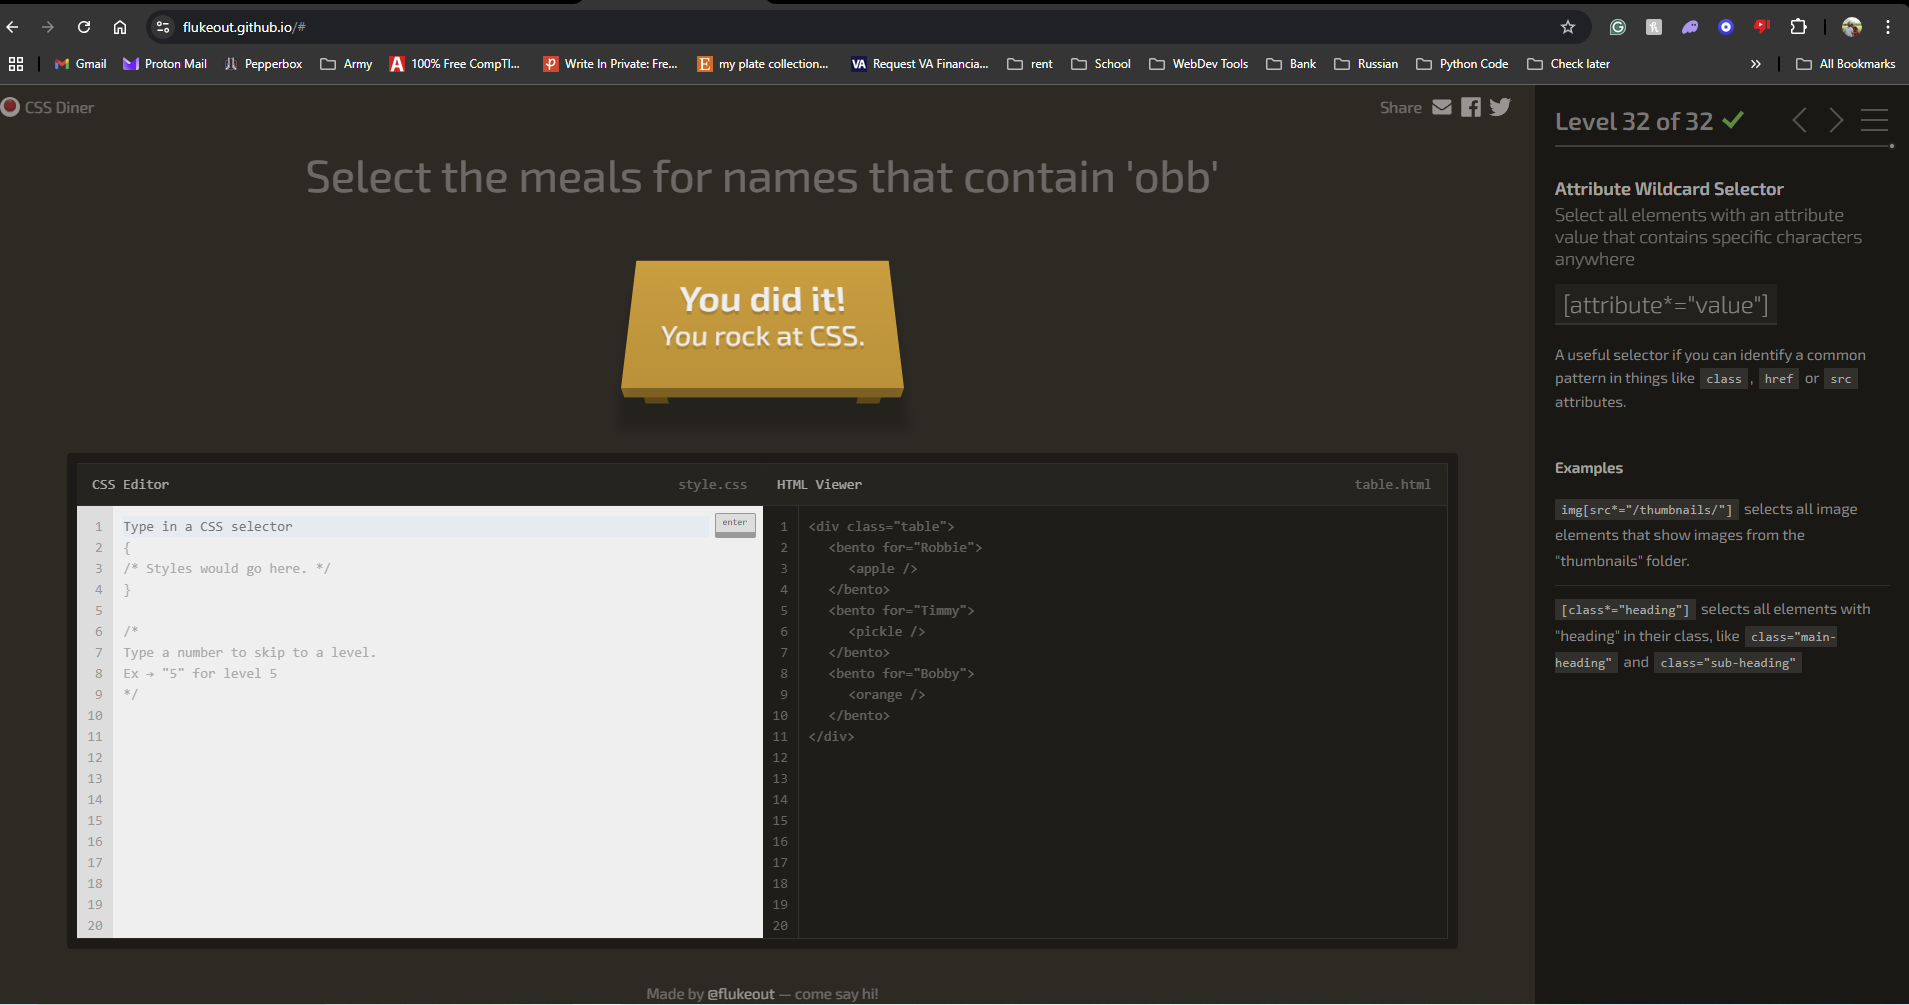 flukeout.github.io/#
Gmail Proton Mail Pepperbox Army 100% Free CompTI... Write In Private: Fre... my plate collection... VA Request VA Financia... rent School WebDev Tools Bank Russian Python Code Check later » All Bookmarks
CSS Diner
Share
Select the meals for names that contain 'obb'
You did it!
You rock at CSS.
CSS Editor style.css
1 Type in a CSS selector enter
2 {
3 /* Styles would go here. */
4 }
5
6 /*
7 Type a number to skip to a level.
8 Ex → "5" for level 5
9 */
10
11
12
13
14
15
16
17
18
19
20
HTML Viewer table.html
1 <div class="table">
2 <bento for="Robbie">
3 <apple />
4 </bento>
5 <bento for="Timmy">
6 <pickle />
7 </bento>
8 <bento for="Bobby">
9 <orange />
10 </bento>
11 </div>
12
13
14
15
16
17
18
19
20
Made by @flukeout — come say hi!
Level 32 of 32
Attribute Wildcard Selector
Select all elements with an attribute
value that contains specific characters
anywhere
[attribute*="value"]
A useful selector if you can identify a common
pattern in things like class , href or src
attributes.
Examples
img[src*="/thumbnails/"] selects all image
elements that show images from the
"thumbnails" folder.
[class*="heading"] selects all elements with
"heading" in their class, like class="main-
heading" and class="sub-heading"